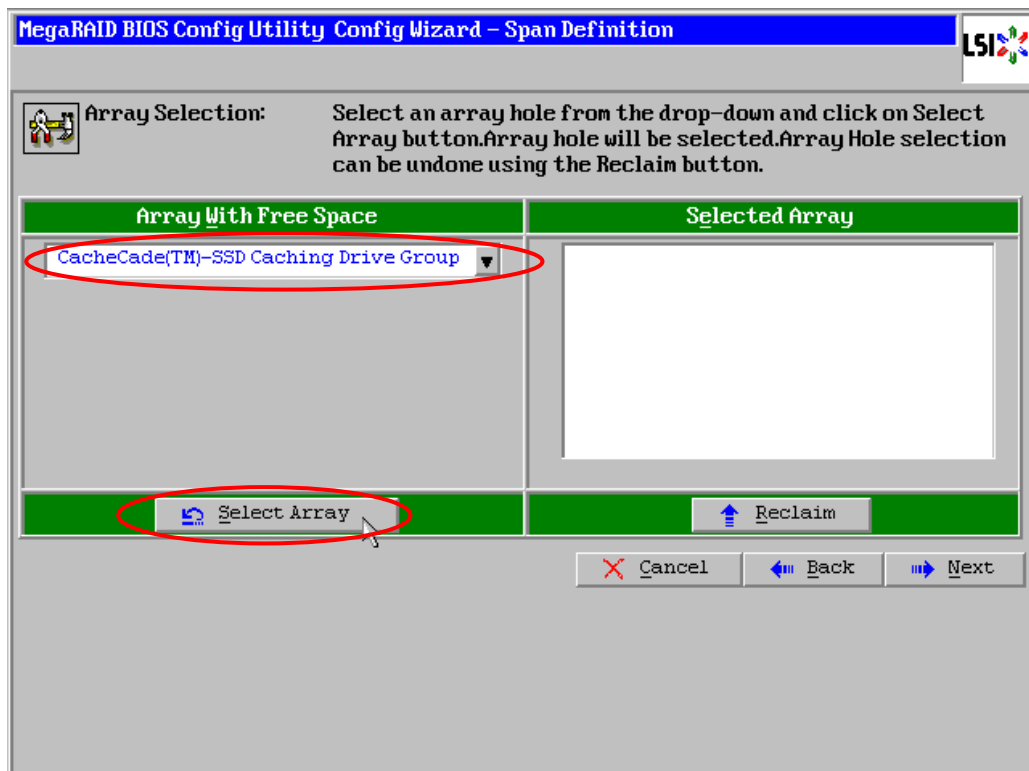 MegaRAID BIOS Config Utility Config Wizard – Span Definition
LSI
Array Selection:
Select an array hole from the drop-down and click on Select
Array button.Array hole will be selected.Array Hole selection
can be undone using the Reclaim button.
Array With Free Space
Selected Array
CacheCade(TM)-SSD Caching Drive Group
Select Array
Reclaim
Cancel
Back
Next